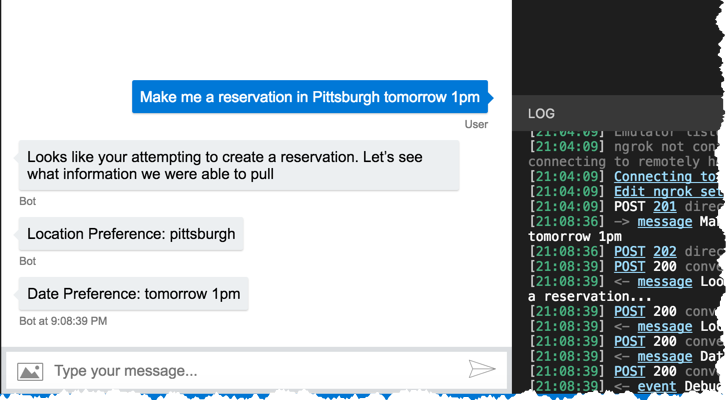 Make me a reservation in Pittsburgh tomorrow 1pm
User
Looks like your attempting to create a reservation. Let's see
what information we were able to pull
Bot
Location Preference: pittsburgh
Bot
Date Preference: tomorrow 1pm
Bot at 9:08:39 PM
Type your message...
LOG
[21:04:09] Emulator list
[21:04:09] ngrok not con
connecting to remotely h
[21:04:09] Connecting to
[21:04:09] Edit ngrok set
[21:04:09] POST 201 direc
[21:08:36] -> message Ma
tomorrow 1pm
[21:08:36] POST 202 direc
[21:08:39] POST 200 conve
[21:08:39] <- message Loo
a reservation...
[21:08:39] POST 200 conv
[21:08:39] <- message Lo
[21:08:39] POST 200 conv
[21:08:39] <- message Dat
[21:08:39] POST 200 conv
[21:08:39] <- event Debug